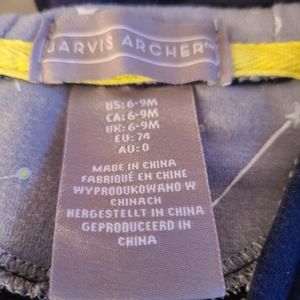 JARVIS ARCHER™
US: 6-9M
CA: 6-9M
UK: 6-9M
EU: 74
AU: 0
MADE IN CHINA
FABRIQUÉ EN CHINE
WYPRODUKOWANO W
CHINACH
HERGESTELLT IN CHINA
GEPRODUCEERD IN
CHINA